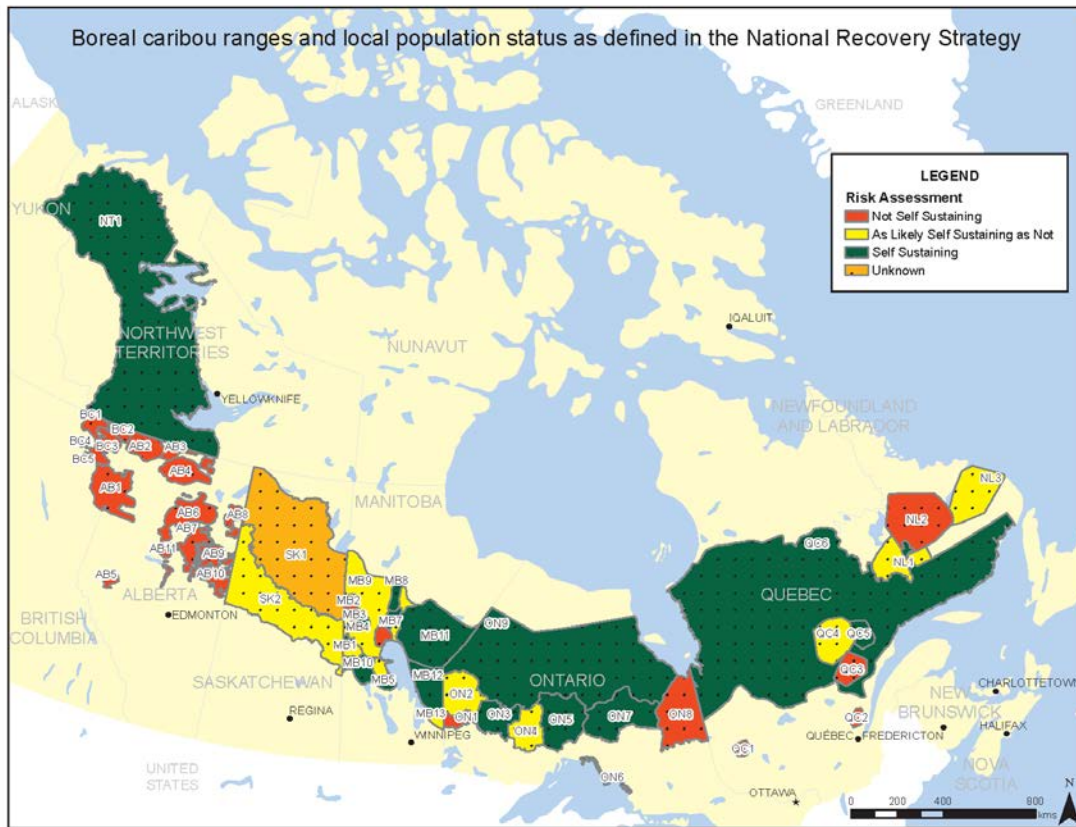 Boreal caribou ranges and local population status as defined in the National Recovery Strategy
ALASK
GREENLAND
LEGEND
Risk Assessment
Not Self Sustaining
As Likely Self Sustaining as Not
Self Sustaining
Unknown
YUKON
NT1
IQALUIT
NORTHWEST
TERRITORIES
NUNAVUT
YELLOWKNIFE
NEWFOUNDLAND
AND LABRADOR
BC1
BC2
BC4
BC3
AB2
AB3
BC5
AB4
AB1
NL3
MANITOBA
AB6
AB8
NL2
AB7
AB11
AB9
SK1
QC6
NL1
AB5
AB10
ALBERTA
SK2
MB9
MB8
MB2
MB3
MB7
MB4
QUEBEC
EDMONTON
BRITISH
COLUMBIA
MB11
ON9
MB1
MB10
QC4
QC5
MB5
MB12
QC3
SASKATCHEWAN
ONTARIO
ON2
CHARLOTTETOWN
NEW
BRUNSWICK
REGINA
MB13
ON1
ON3
ON5
ON7
ON8
QC2
ON4
WINNIPEG
QUÉBEC
FREDERICTON
HALIFAX
QC1
NOVA
SCOTIA
UNITED
STATES
ON6
OTTAWA
N
0 200 400 800
kms